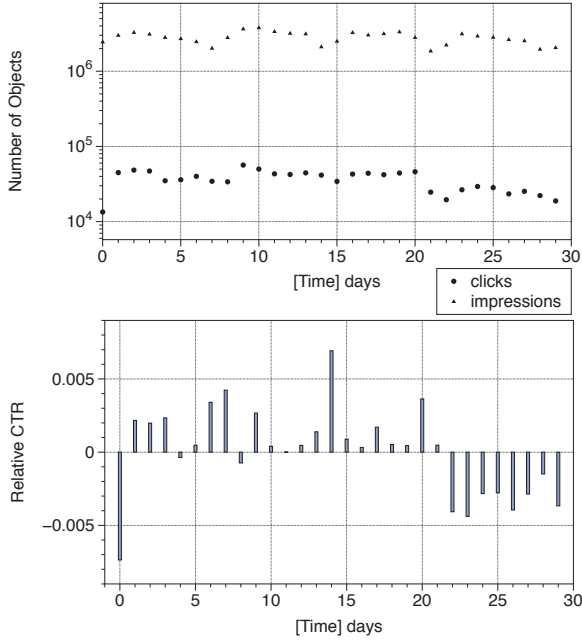 Number of Objects
10^6
10^5
10^4
0 5 10 15 20 25 30
[Time] days
clicks
impressions
Relative CTR
0.005
0
−0.005
0 5 10 15 20 25 30
[Time] days